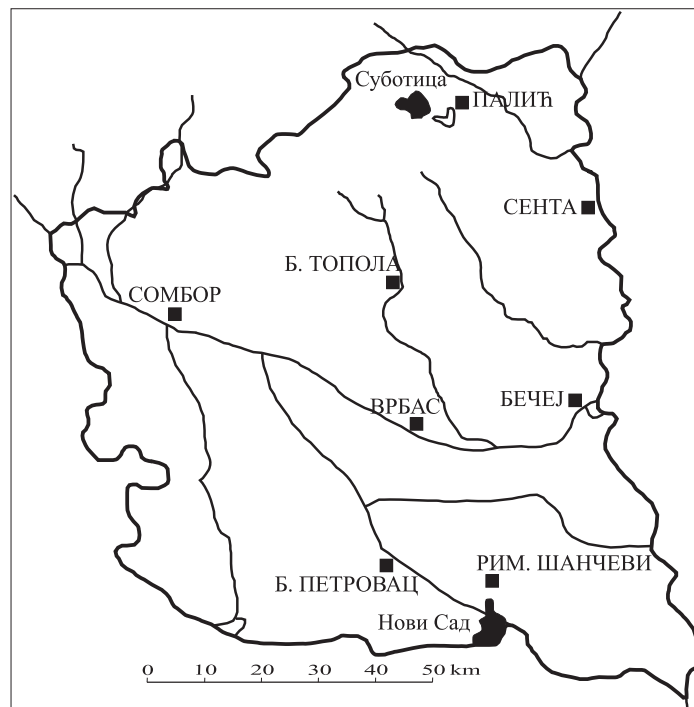 Суботица
ПАЛИЋ
СЕНТА
Б. ТОПОЛА
СОМБОР
ВРБАС
БЕЧЕЈ
Б. ПЕТРОВАЦ
РИМ. ШАНЧЕВИ
Нови Сад
0 10 20 30 40 50 km